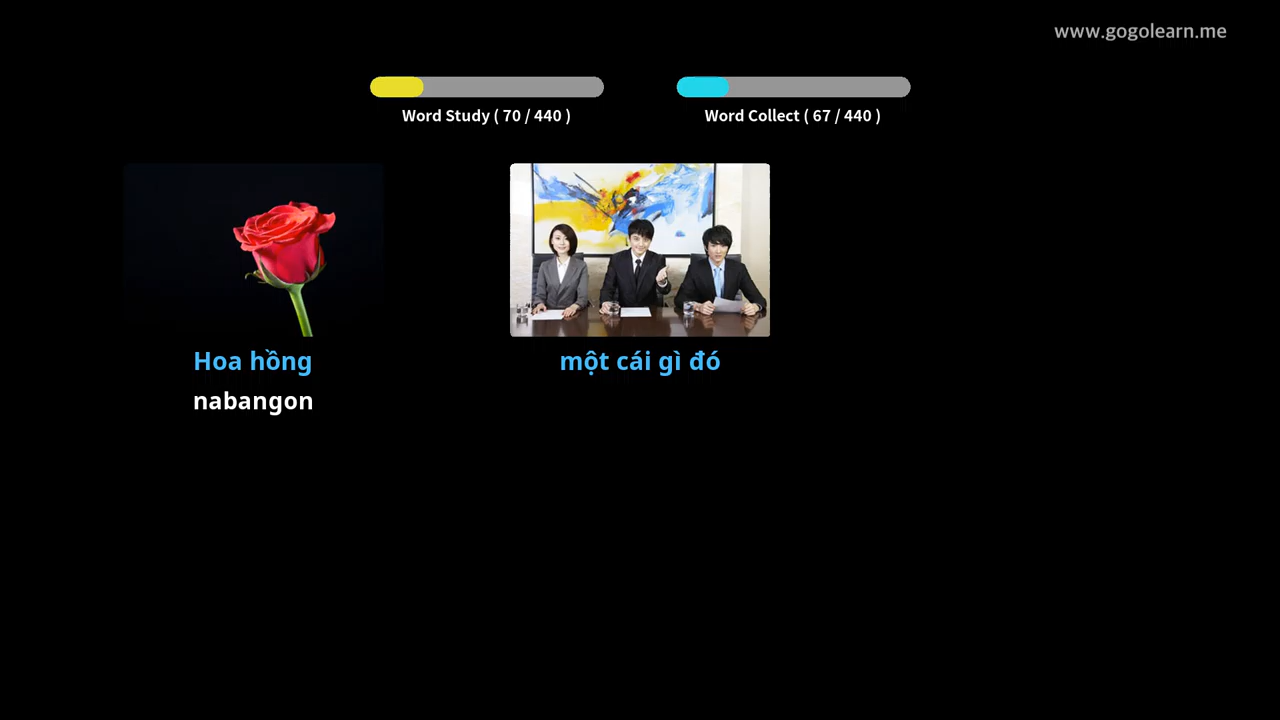 www.gogolearn.me
Word Study ( 70 / 440 )
Word Collect ( 67 / 440 )
Hoa hồng
nabangon
một cái gì đó